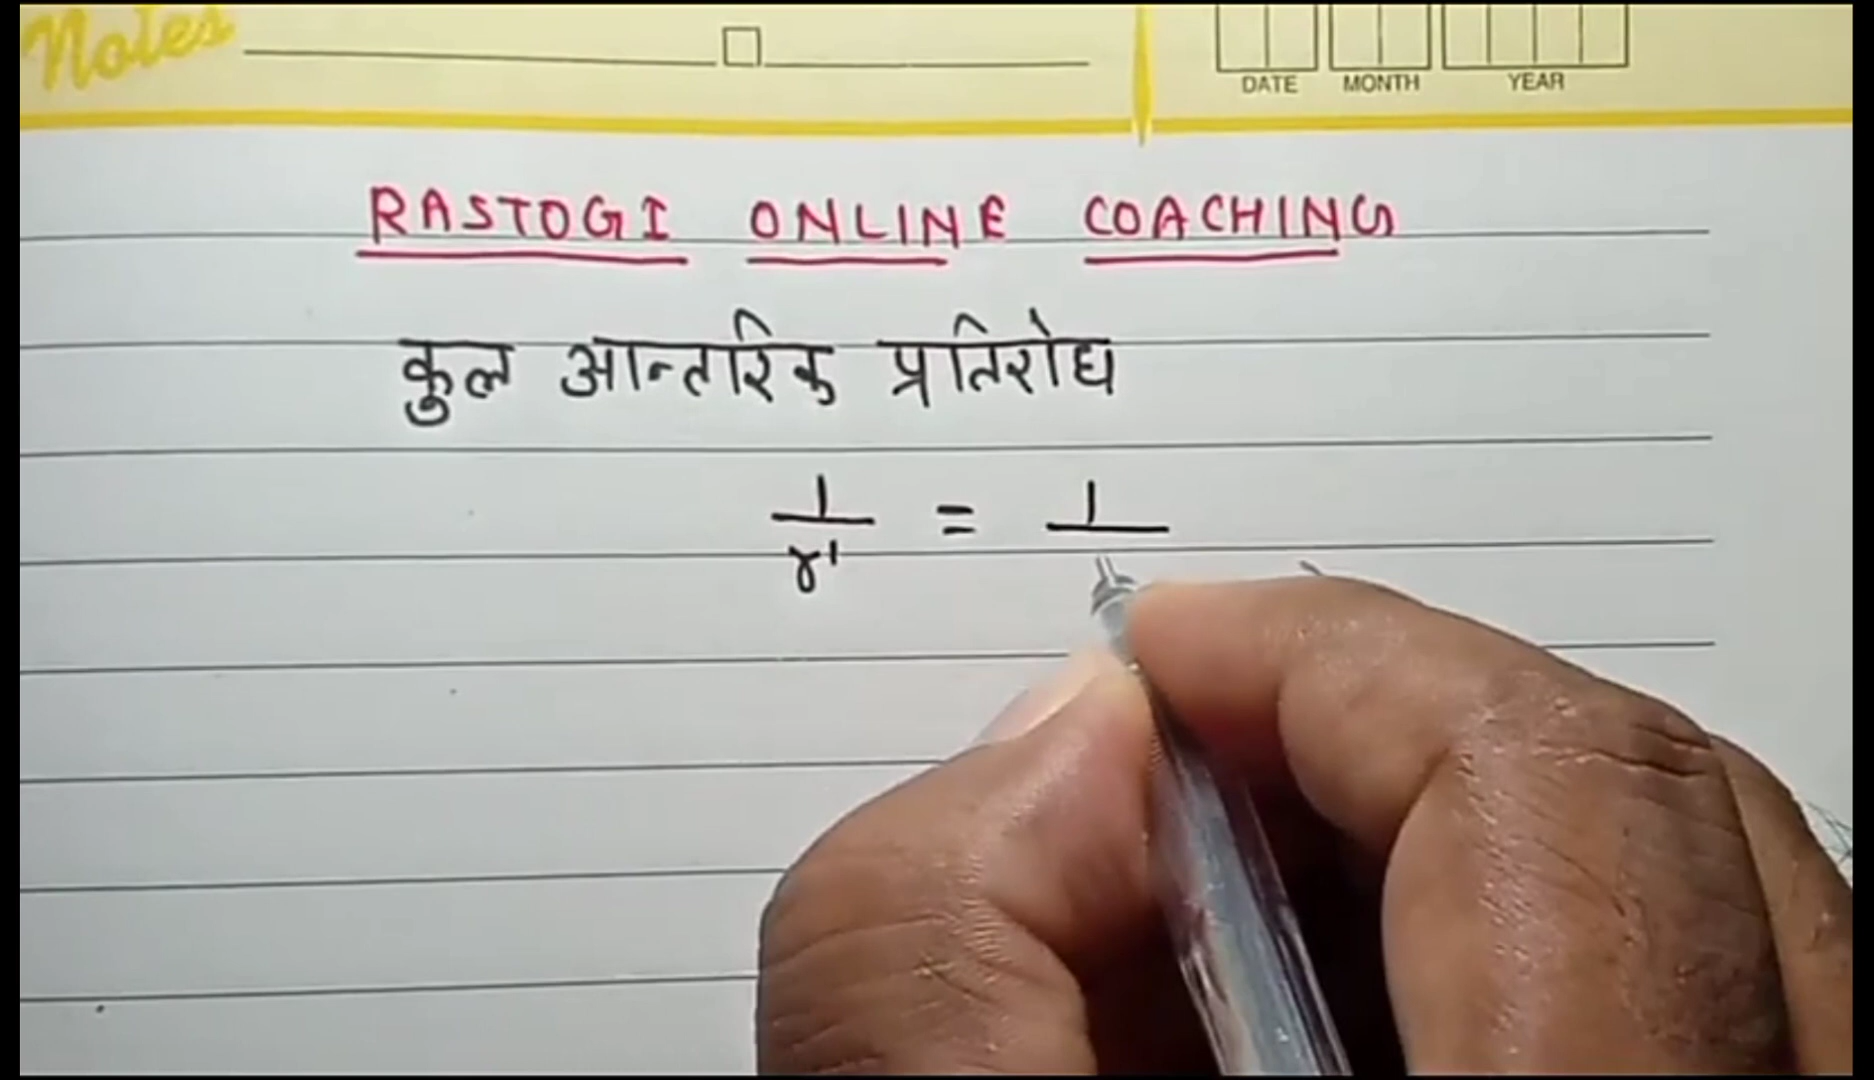 Notes
DATE MONTH YEAR
RASTOGI ONLINE COACHING
कुल आन्तरिक प्रतिरोध
1/r' = 1/